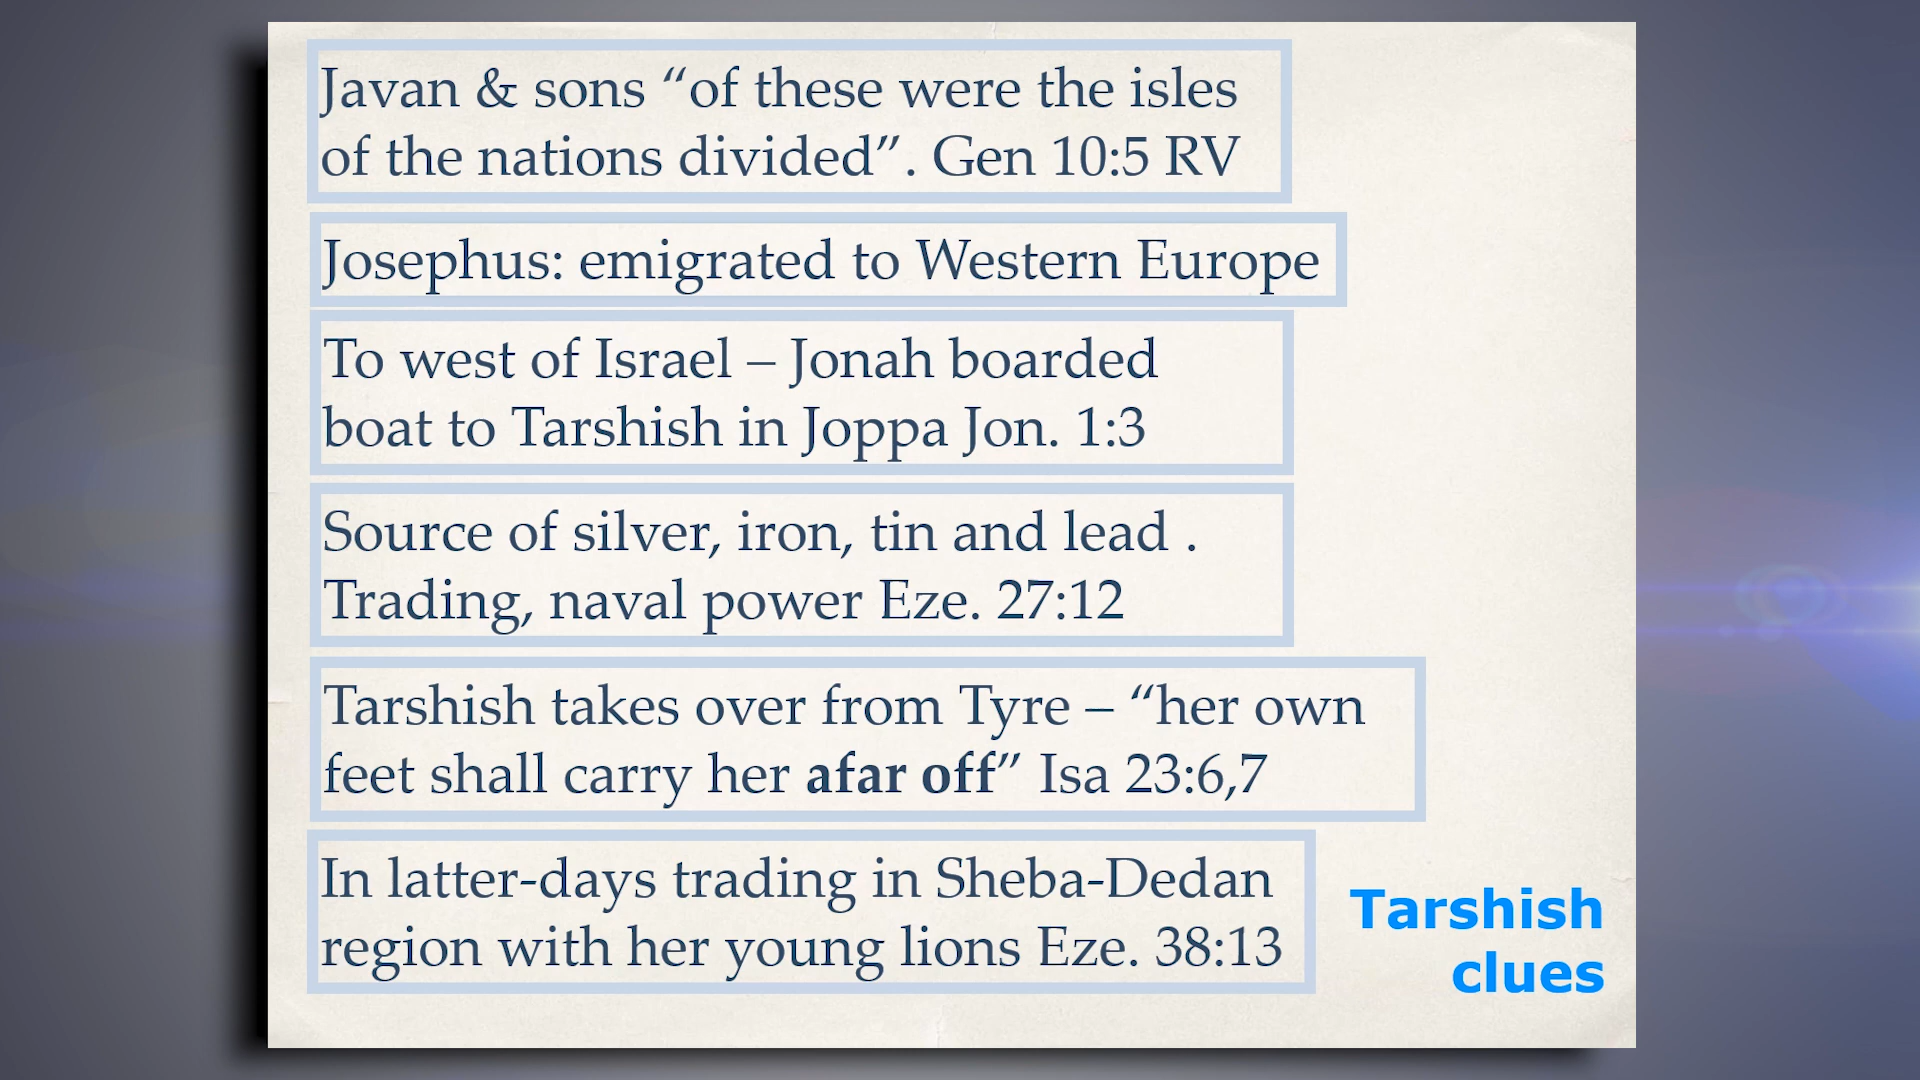 Javan & sons “of these were the isles
of the nations divided”. Gen 10:5 RV
Josephus: emigrated to Western Europe
To west of Israel – Jonah boarded
boat to Tarshish in Joppa Jon. 1:3
Source of silver, iron, tin and lead .
Trading, naval power Eze. 27:12
Tarshish takes over from Tyre – “her own
feet shall carry her afar off” Isa 23:6,7
In latter-days trading in Sheba-Dedan
region with her young lions Eze. 38:13
Tarshish
clues